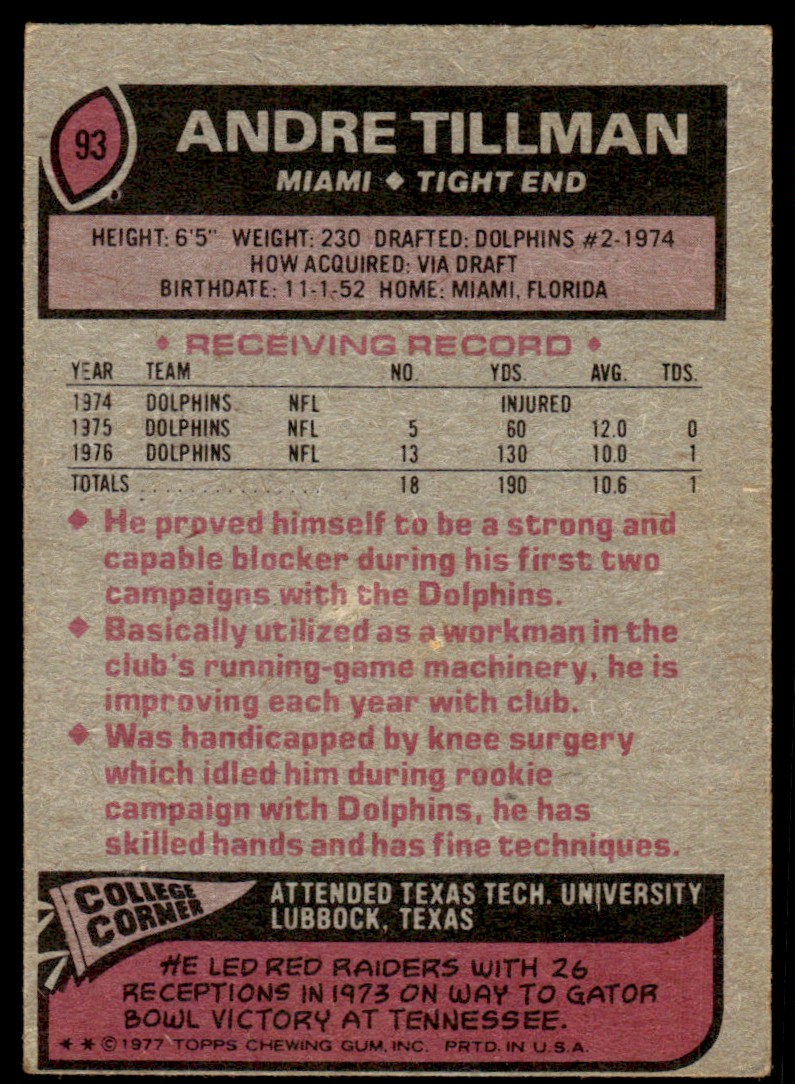 93
ANDRE TILLMAN
MIAMI ◆ TIGHT END
HEIGHT: 6'5" WEIGHT: 230 DRAFTED: DOLPHINS #2-1974
HOW ACQUIRED: VIA DRAFT
BIRTHDATE: 11-1-52 HOME: MIAMI, FLORIDA
◆ RECEIVING RECORD ◆
YEAR TEAM NO. YDS. AVG. TDS.
1974 DOLPHINS NFL INJURED
1975 DOLPHINS NFL 5 60 12.0 0
1976 DOLPHINS NFL 13 130 10.0 1
TOTALS ................ 18 190 10.6 1
◆ He proved himself to be a strong and
capable blocker during his first two
campaigns with the Dolphins.
◆ Basically utilized as a workman in the
club's running-game machinery, he is
improving each year with club.
◆ Was handicapped by knee surgery
which idled him during rookie
campaign with Dolphins, he has
skilled hands and has fine techniques.
COLLEGE
CORNER
ATTENDED TEXAS TECH. UNIVERSITY
LUBBOCK, TEXAS
HE LED RED RAIDERS WITH 26
RECEPTIONS IN 1973 ON WAY TO GATOR
BOWL VICTORY AT TENNESSEE.
* * © 1977 TOPPS CHEWING GUM, INC. PRTD. IN U.S.A.